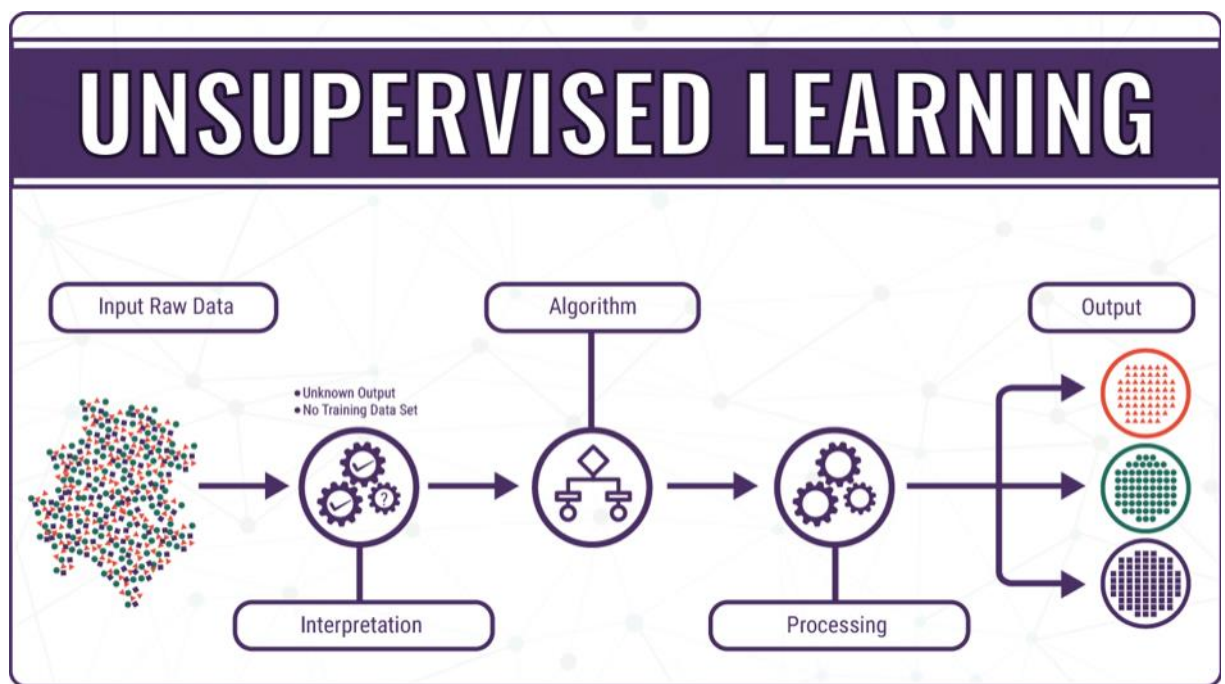 UNSUPERVISED LEARNING
Input Raw Data
Algorithm
Output
● Unknown Output
● No Training Data Set
?
Interpretation
Processing